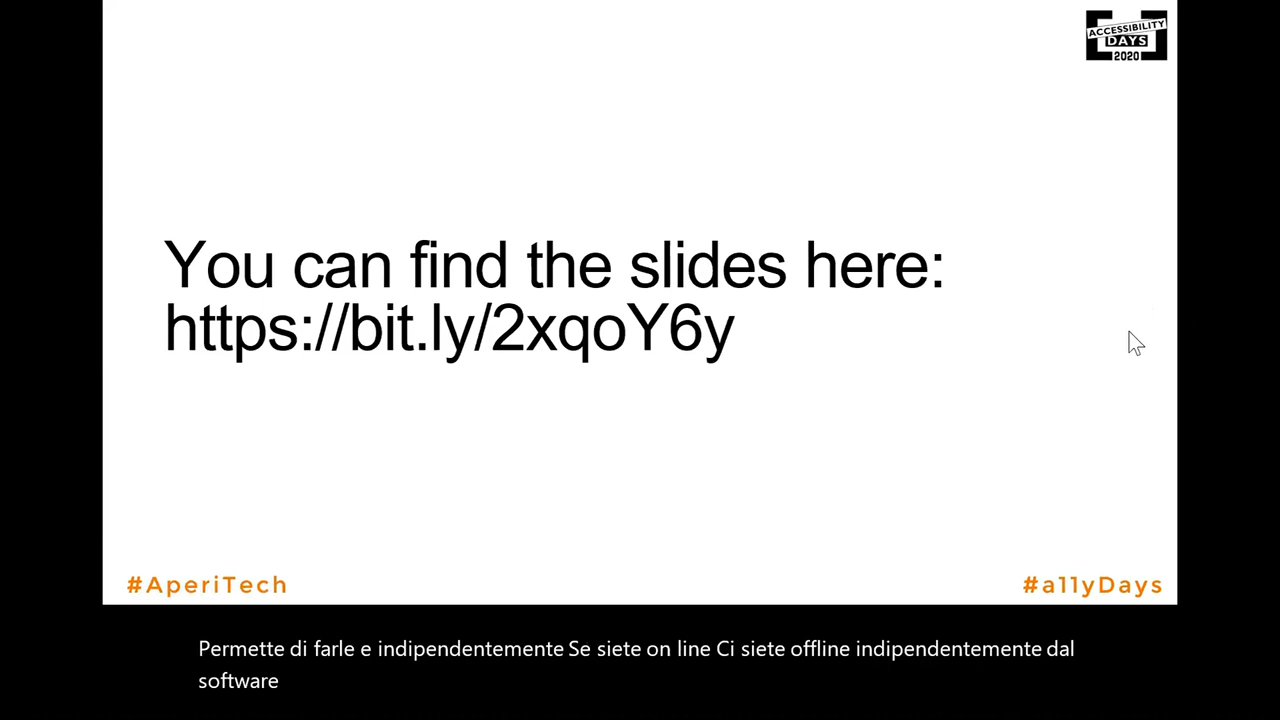 ACCESSIBILITY
DAYS
2020
You can find the slides here:
https://bit.ly/2xqoY6y
#AperiTech
#a11yDays
Permette di farle e indipendentemente Se siete on line Ci siete offline indipendentemente dal
software